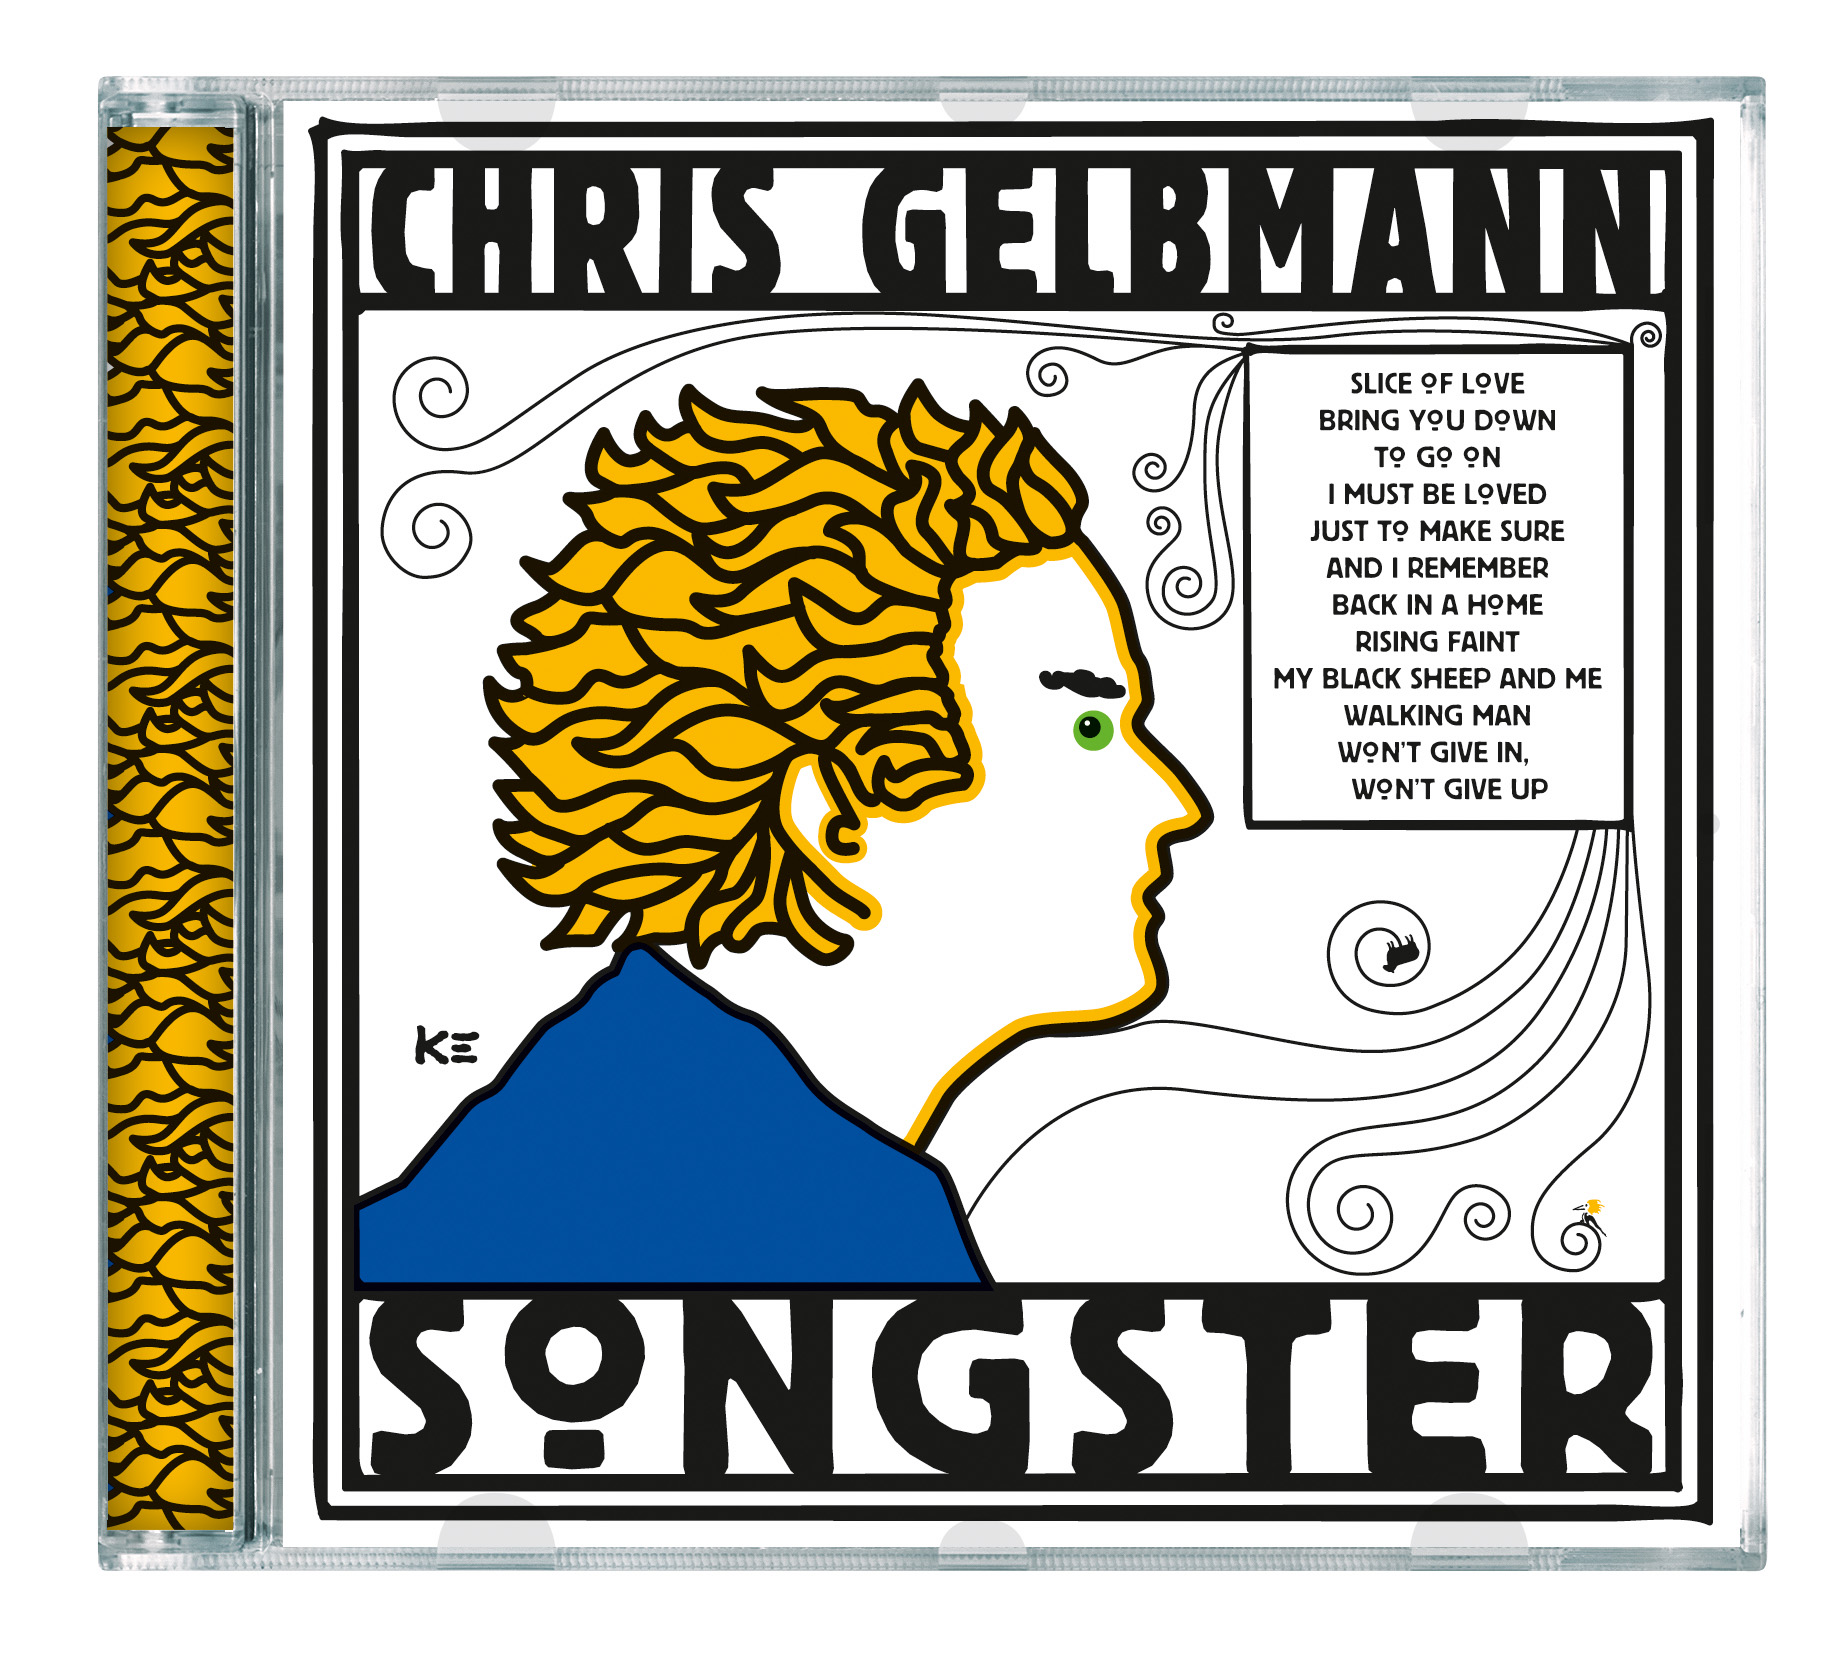 CHRIS GELBMANN
SLICE OF LOVE
BRING YOU DOWN
TO GO ON
I MUST BE LOVED
JUST TO MAKE SURE
AND I REMEMBER
BACK IN A HOME
RISING FAINT
MY BLACK SHEEP AND ME
WALKING MAN
WON'T GIVE IN,
WON'T GIVE UP
KE
SONGSTER